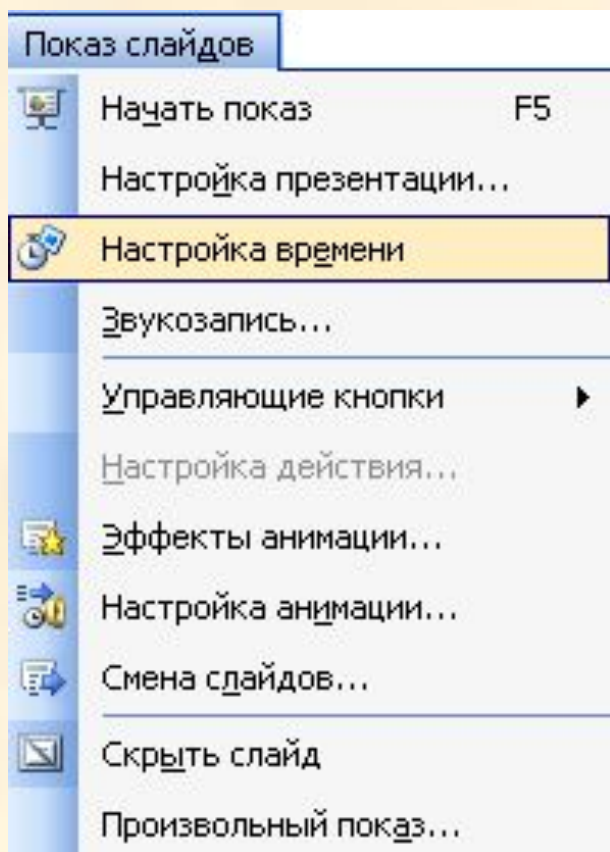 Показ слайдов
Начать показ F5
Настройка презентации...
Настройка времени
Звукозапись...
Управляющие кнопки
Настройка действия...
Эффекты анимации...
Настройка анимации...
Смена слайдов...
Скрыть слайд
Произвольный показ...